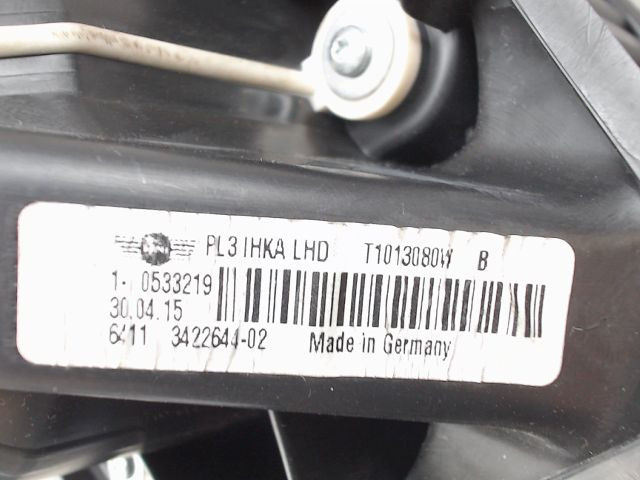 PL3 IHKA LHD T1013080W B
1- 0533219
30.04.15
6411 3422644-02 Made in Germany